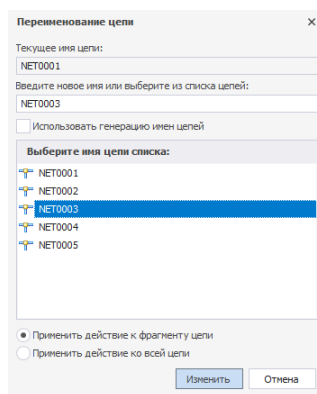 Переименование цепи
Текущее имя цепи:
NET0001
Введите новое имя или выберите из списка цепей:
NET0003
Использовать генерацию имен цепей
Выберите имя цепи списка:
NET0001
NET0002
NET0003
NET0004
NET0005
Применить действие к фрагменту цепи
Применить действие ко всей цепи
Изменить Отмена